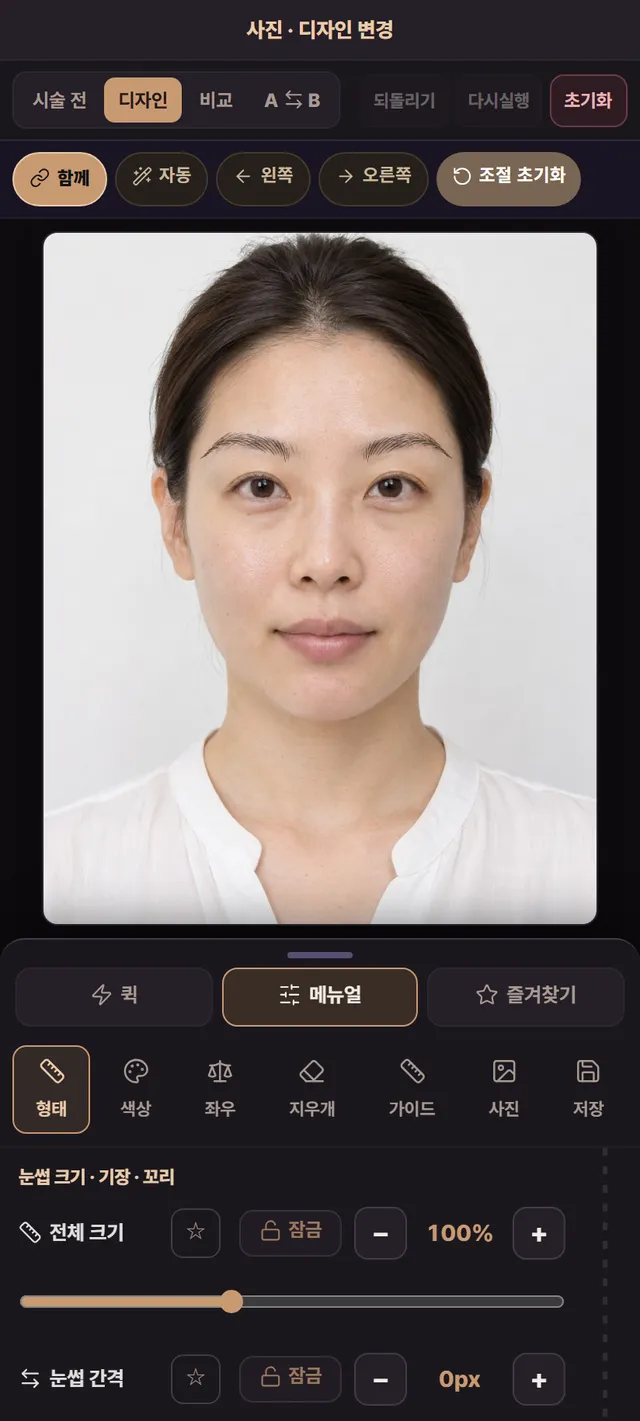 사진 · 디자인 변경
시술 전 디자인 비교 A ⇆ B 되돌리기 다시실행 초기화
함께 자동 ← 왼쪽 → 오른쪽 조절 초기화
퀵 메뉴얼 즐겨찾기
형태 색상 좌우 지우개 가이드 사진 저장
눈썹 크기 · 기장 · 꼬리
전체 크기 ☆ 잠금 − 100% +
눈썹 간격 ☆ 잠금 − 0px +